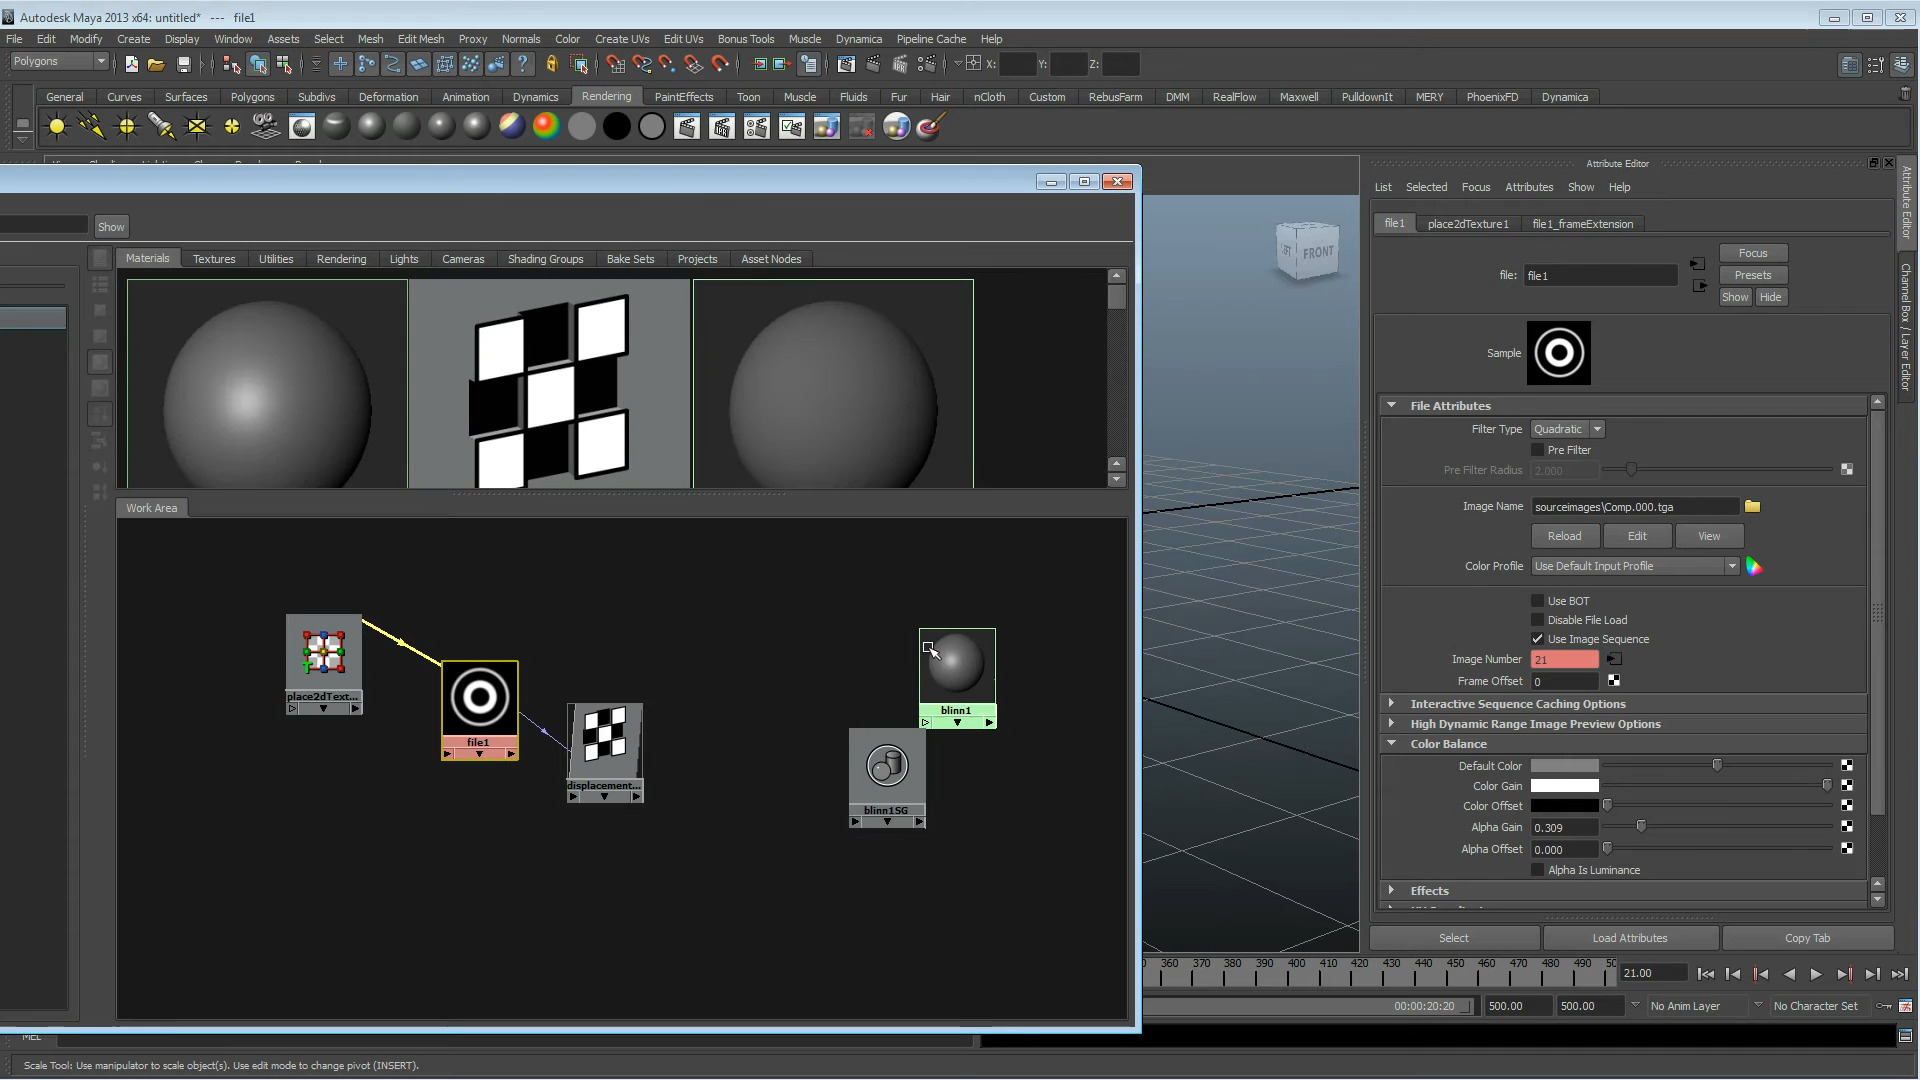 Autodesk Maya 2013 x64: untitled* --- file1
File Edit Modify Create Display Window Assets Select Mesh Edit Mesh Proxy Normals Color Create UVs Edit UVs Bonus Tools Muscle Dynamica Pipeline Cache Help
Polygons X: Y: Z:
General Curves Surfaces Polygons Subdivs Deformation Animation Dynamics Rendering PaintEffects Toon Muscle Fluids Fur Hair nCloth Custom RebusFarm DMM RealFlow Maxwell PulldownIt MERY PhoenixFD Dynamica
Attribute Editor
List Selected Focus Attributes Show Help
Show
file1 place2dTexture1 file1_frameExtension
Materials Textures Utilities Rendering Lights Cameras Shading Groups Bake Sets Projects Asset Nodes
LEFT FRONT
file: file1
Focus
Presets
Show Hide
Sample
File Attributes
Filter Type Quadratic
Pre Filter
Pre Filter Radius 2.000
Image Name sourceimages\Comp.000.tga
Reload Edit View
Color Profile Use Default Input Profile
Use BOT
Disable File Load
Use Image Sequence
Image Number 21
Frame Offset 0
Interactive Sequence Caching Options
High Dynamic Range Image Preview Options
Color Balance
Default Color
Color Gain
Color Offset
Alpha Gain 0.309
Alpha Offset 0.000
Alpha Is Luminance
Effects
Select Load Attributes Copy Tab
Attribute Editor
Channel Box / Layer Editor
Work Area
place2dText...
file1
displacement...
blinn1
blinn1SG
360 370 380 390 400 410 420 430 440 450 460 470 480 490 50
21.00
00:00:20:20 500.00 500.00 No Anim Layer No Character Set
MEL
Scale Tool: Use manipulator to scale object(s). Use edit mode to change pivot (INSERT).